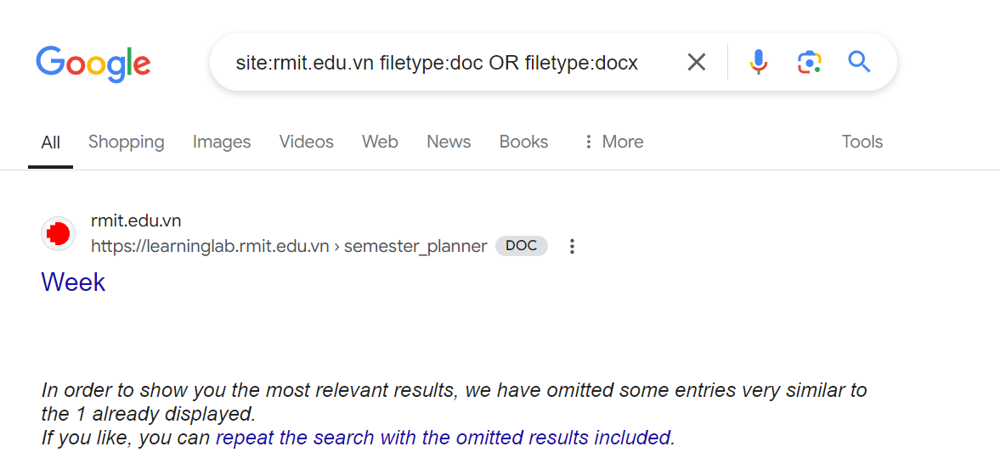 Google
site:rmit.edu.vn filetype:doc OR filetype:docx
All Shopping Images Videos Web News Books More Tools
rmit.edu.vn
https://learninglab.rmit.edu.vn › semester_planner DOC
Week
In order to show you the most relevant results, we have omitted some entries very similar to
the 1 already displayed.
If you like, you can repeat the search with the omitted results included.